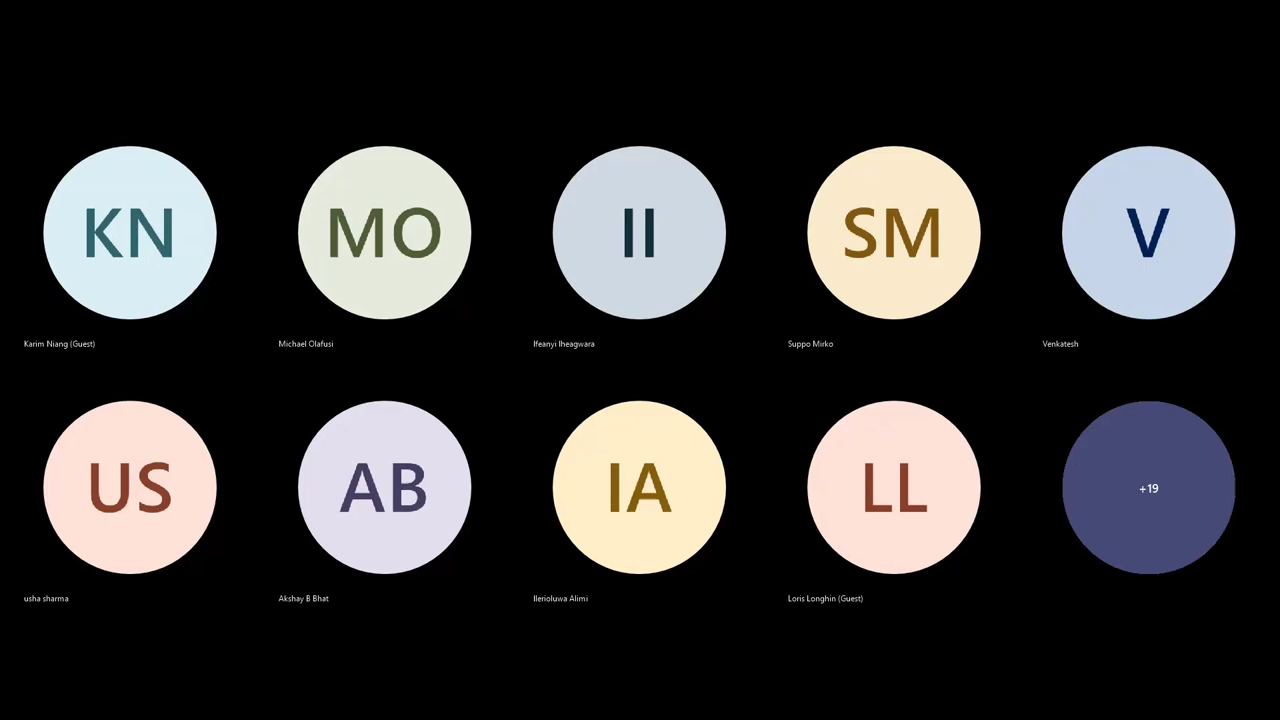 KN
MO
II
SM
V
Karim Niang (Guest)
Michael Olafusi
Ifeanyi Iheagwara
Suppo Mirko
Venkatesh
US
AB
IA
LL
+19
usha sharma
Akshay B Bhat
Ilerioluwa Alimi
Loris Longhin (Guest)